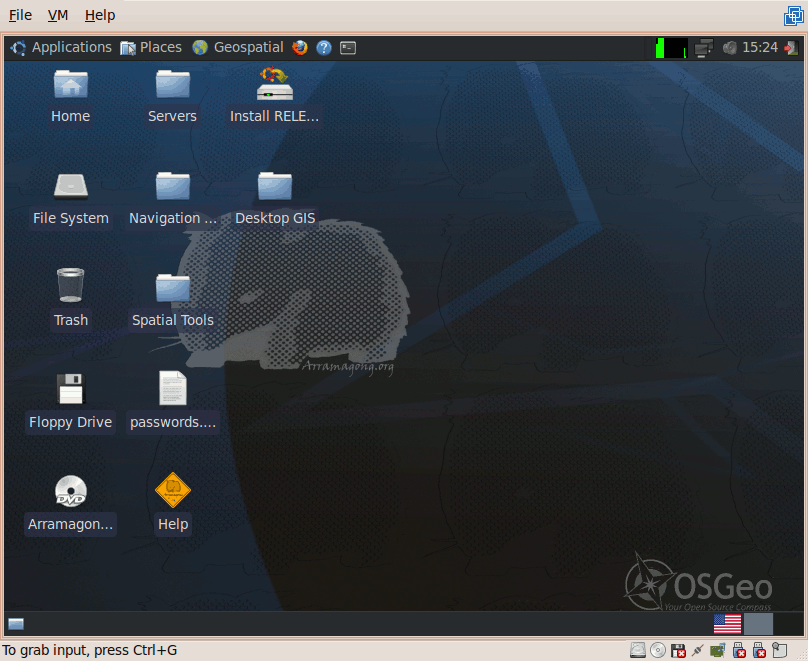 File VM Help
Applications Places Geospatial 15:24
Home Servers Install RELE...
File System Navigation ... Desktop GIS
Trash Spatial Tools
Arramagong.org
Floppy Drive passwords....
DVD
Arramagon... Help
OSGeo
Your Open Source Compass
To grab input, press Ctrl+G